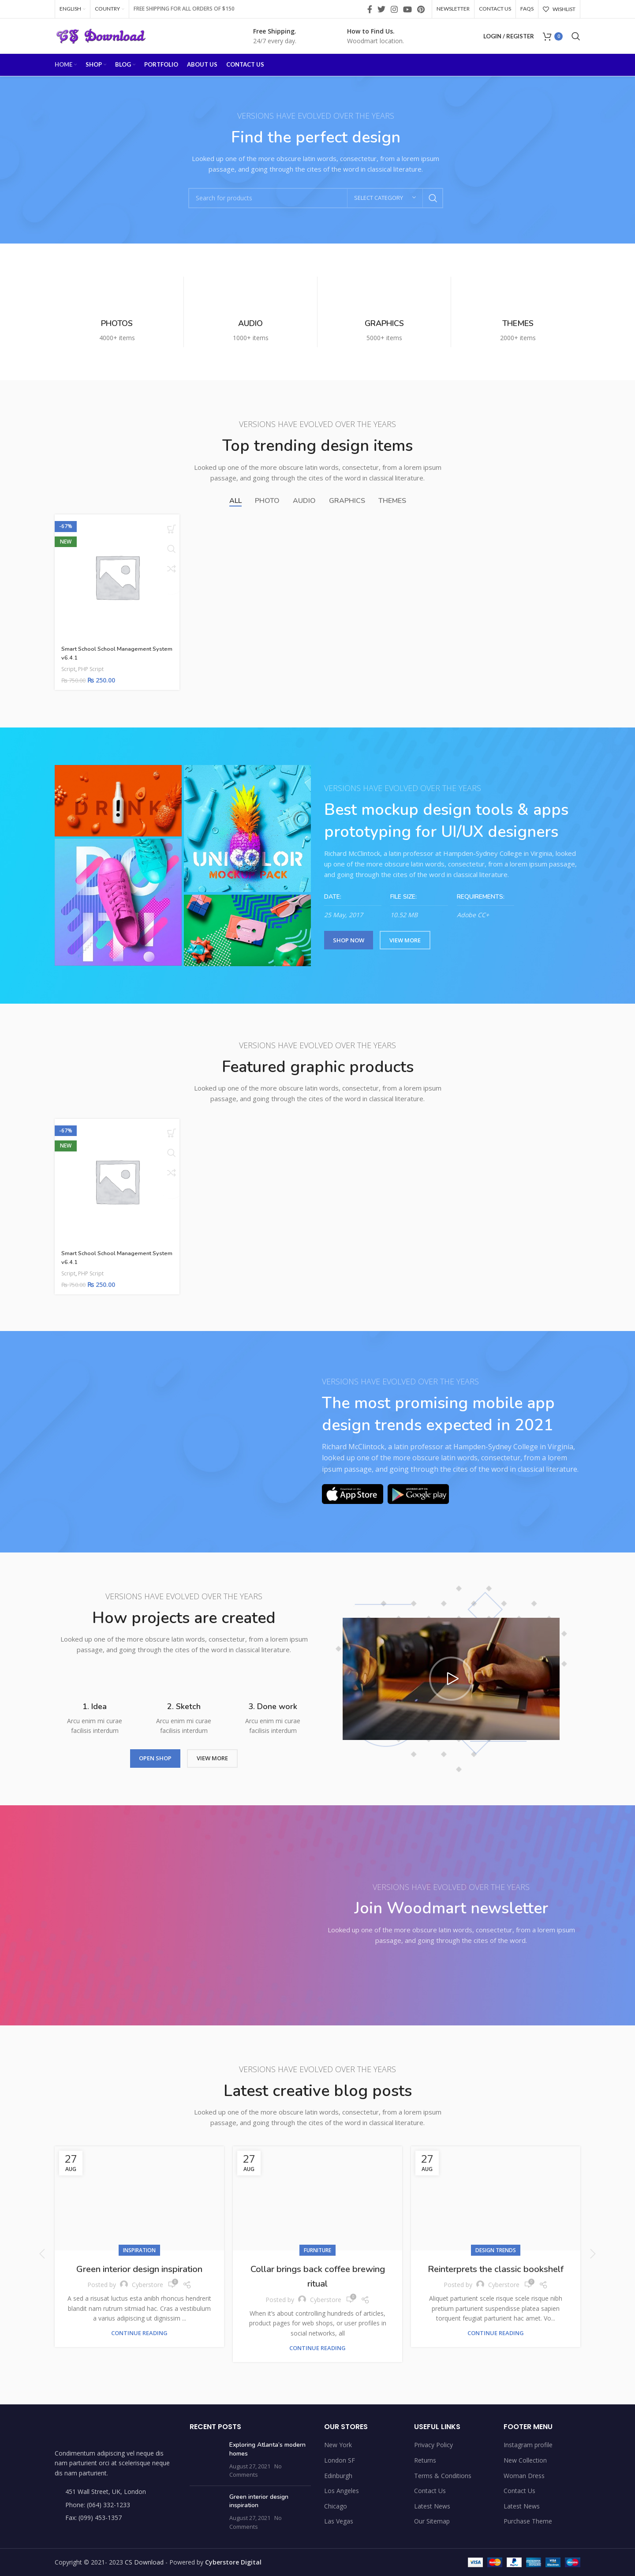 ENGLISH COUNTRY FREE SHIPPING FOR ALL ORDERS OF $150 NEWSLETTER CONTACT US FAQS WISHLIST
CS Download
Free Shipping.
24/7 every day.
How to Find Us.
Woodmart location.
LOGIN / REGISTER 0
HOME SHOP BLOG PORTFOLIO ABOUT US CONTACT US
VERSIONS HAVE EVOLVED OVER THE YEARS
Find the perfect design
Looked up one of the more obscure latin words, consectetur, from a lorem ipsum
passage, and going through the cites of the word in classical literature.
Search for products SELECT CATEGORY
PHOTOS
4000+ items
AUDIO
1000+ items
GRAPHICS
5000+ items
THEMES
2000+ items
VERSIONS HAVE EVOLVED OVER THE YEARS
Top trending design items
Looked up one of the more obscure latin words, consectetur, from a lorem ipsum
passage, and going through the cites of the word in classical literature.
ALL PHOTO AUDIO GRAPHICS THEMES
-67%
NEW
Smart School School Management System
v6.4.1
Script, PHP Script
₨ 750.00 ₨ 250.00
DRINK
DO
IT!
UNICOLOR
MOCKUP PACK
VERSIONS HAVE EVOLVED OVER THE YEARS
Best mockup design tools & apps
prototyping for UI/UX designers
Richard McClintock, a latin professor at Hampden-Sydney College in Virginia, looked
up one of the more obscure latin words, consectetur, from a lorem ipsum passage,
and going through the cites of the word in classical literature.
DATE: FILE SIZE: REQUIREMENTS:
25 May, 2017 10.52 MB Adobe CC+
SHOP NOW VIEW MORE
VERSIONS HAVE EVOLVED OVER THE YEARS
Featured graphic products
Looked up one of the more obscure latin words, consectetur, from a lorem ipsum
passage, and going through the cites of the word in classical literature.
-67%
NEW
Smart School School Management System
v6.4.1
Script, PHP Script
₨ 750.00 ₨ 250.00
VERSIONS HAVE EVOLVED OVER THE YEARS
The most promising mobile app
design trends expected in 2021
Richard McClintock, a latin professor at Hampden-Sydney College in Virginia,
looked up one of the more obscure latin words, consectetur, from a lorem
ipsum passage, and going through the cites of the word in classical literature.
App Store Google play
VERSIONS HAVE EVOLVED OVER THE YEARS
How projects are created
Looked up one of the more obscure latin words, consectetur, from a lorem ipsum
passage, and going through the cites of the word in classical literature.
1. Idea
Arcu enim mi curae
facilisis interdum
2. Sketch
Arcu enim mi curae
facilisis interdum
3. Done work
Arcu enim mi curae
facilisis interdum
OPEN SHOP VIEW MORE
VERSIONS HAVE EVOLVED OVER THE YEARS
Join Woodmart newsletter
Looked up one of the more obscure latin words, consectetur, from a lorem ipsum
passage, and going through the cites of the word.
VERSIONS HAVE EVOLVED OVER THE YEARS
Latest creative blog posts
Looked up one of the more obscure latin words, consectetur, from a lorem ipsum
passage, and going through the cites of the word in classical literature.
27
AUG
INSPIRATION
Green interior design inspiration
Posted by Cyberstore
A sed a risusat luctus esta anibh rhoncus hendrerit
blandit nam rutrum sitmiad hac. Cras a vestibulum
a varius adipiscing ut dignissim ...
CONTINUE READING
27
AUG
FURNITURE
Collar brings back coffee brewing
ritual
Posted by Cyberstore
When it's about controlling hundreds of articles,
product pages for web shops, or user profiles in
social networks, all
CONTINUE READING
27
AUG
DESIGN TRENDS
Reinterprets the classic bookshelf
Posted by Cyberstore
Aliquet parturient scele risque scele risque nibh
pretium parturient suspendisse platea sapien
torquent feugiat parturient hac amet. Vo...
CONTINUE READING
Condimentum adipiscing vel neque dis
nam parturient orci at scelerisque neque
dis nam parturient.
451 Wall Street, UK, London
Phone: (064) 332-1233
Fax: (099) 453-1357
RECENT POSTS
Exploring Atlanta's modern
homes
August 27, 2021 No
Comments
Green interior design
inspiration
August 27, 2021 No
Comments
OUR STORES
New York
London SF
Edinburgh
Los Angeles
Chicago
Las Vegas
USEFUL LINKS
Privacy Policy
Returns
Terms & Conditions
Contact Us
Latest News
Our Sitemap
FOOTER MENU
Instagram profile
New Collection
Woman Dress
Contact Us
Latest News
Purchase Theme
Copyright © 2021- 2023 CS Download - Powered by Cyberstore Digital